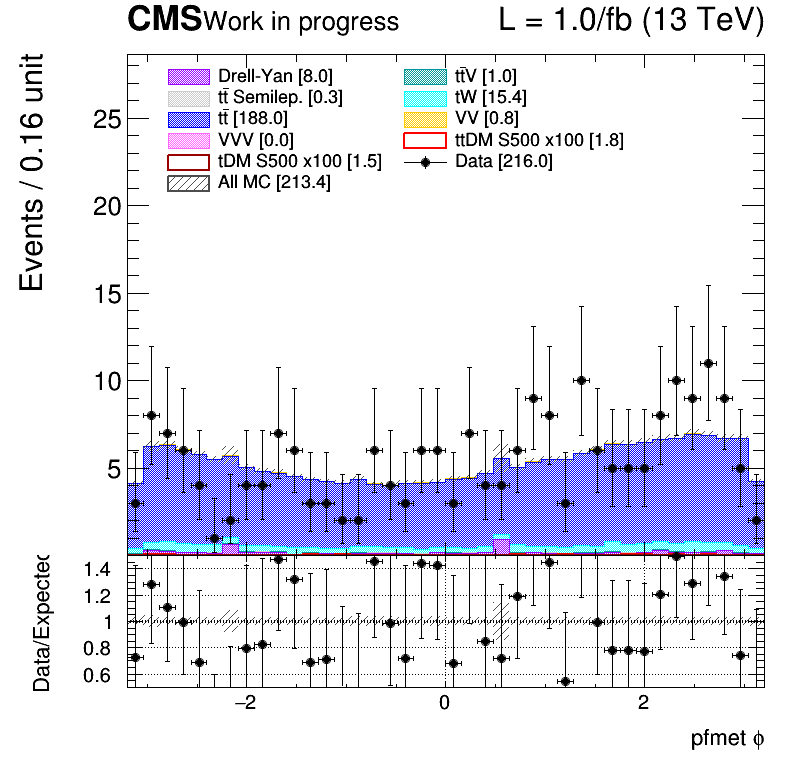 CMS Work in progress L = 1.0/fb (13 TeV)
Events / 0.16 unit
Drell-Yan [8.0] tt̄V [1.0]
tt̄ Semilep. [0.3] tW [15.4]
tt̄ [188.0] VV [0.8]
VVV [0.0] ttDM S500 x100 [1.8]
tDM S500 x100 [1.5] Data [216.0]
All MC [213.4]
25
20
15
10
5
Data/Expected
1.4
1.2
1
0.8
0.6
−2 0 2
pfmet ϕ